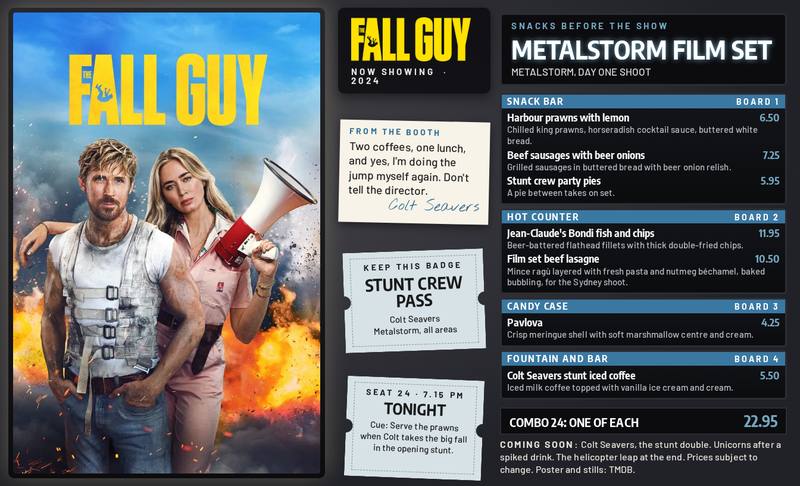 THE
FALL GUY
THE
FALL GUY
NOW SHOWING ·
2024
FROM THE BOOTH
Two coffees, one lunch,
and yes, I'm doing the
jump myself again. Don't
tell the director.
Colt Seavers
KEEP THIS BADGE
STUNT CREW
PASS
Colt Seavers
Metalstorm, all areas
SEAT 24 · 7.15 PM
TONIGHT
Cue: Serve the prawns
when Colt takes the big fall
in the opening stunt.
SNACKS BEFORE THE SHOW
METALSTORM FILM SET
METALSTORM, DAY ONE SHOOT
SNACK BAR BOARD 1
Harbour prawns with lemon 6.50
Chilled king prawns, horseradish cocktail sauce, buttered white
bread.
Beef sausages with beer onions 7.25
Grilled sausages in buttered bread with beer onion relish.
Stunt crew party pies 5.95
A pie between takes on set.
HOT COUNTER BOARD 2
Jean-Claude's Bondi fish and chips 11.95
Beer-battered flathead fillets with thick double-fried chips.
Film set beef lasagne 10.50
Mince ragù layered with fresh pasta and nutmeg béchamel, baked
bubbling, for the Sydney shoot.
CANDY CASE BOARD 3
Pavlova 4.25
Crisp meringue shell with soft marshmallow centre and cream.
FOUNTAIN AND BAR BOARD 4
Colt Seavers stunt iced coffee 5.50
Iced milk coffee topped with vanilla ice cream and cream.
COMBO 24: ONE OF EACH 22.95
COMING SOON: Colt Seavers, the stunt double. Unicorns after a
spiked drink. The helicopter leap at the end. Prices subject to
change. Poster and stills: TMDB.